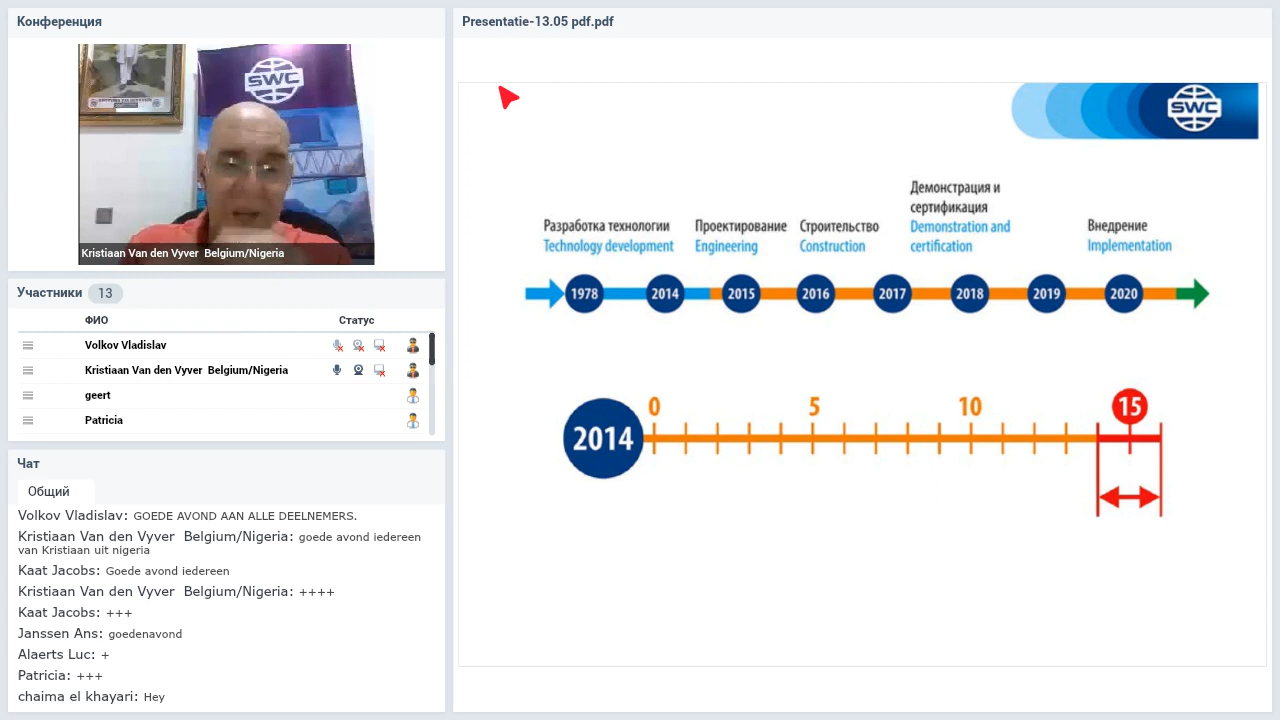 Конференция
SWC
Kristiaan Van den Vyver  Belgium/Nigeria
Участники 13
ФИО Статус
Volkov Vladislav
Kristiaan Van den Vyver  Belgium/Nigeria
geert
Patricia
Чат
Общий
Volkov Vladislav: GOEDE AVOND AAN ALLE DEELNEMERS.
Kristiaan Van den Vyver  Belgium/Nigeria: goede avond iedereen
van Kristiaan uit nigeria
Kaat Jacobs: Goede avond iedereen
Kristiaan Van den Vyver  Belgium/Nigeria: ++++
Kaat Jacobs: +++
Janssen Ans: goedenavond
Alaerts Luc: +
Patricia: +++
chaima el khayari: Hey
Presentatie-13.05 pdf.pdf
SWC
Разработка технологии
Technology development
Проектирование
Engineering
Строительство
Construction
Демонстрация и
сертификация
Demonstration and
certification
Внедрение
Implementation
1978 2014 2015 2016 2017 2018 2019 2020
0 5 10 15
2014